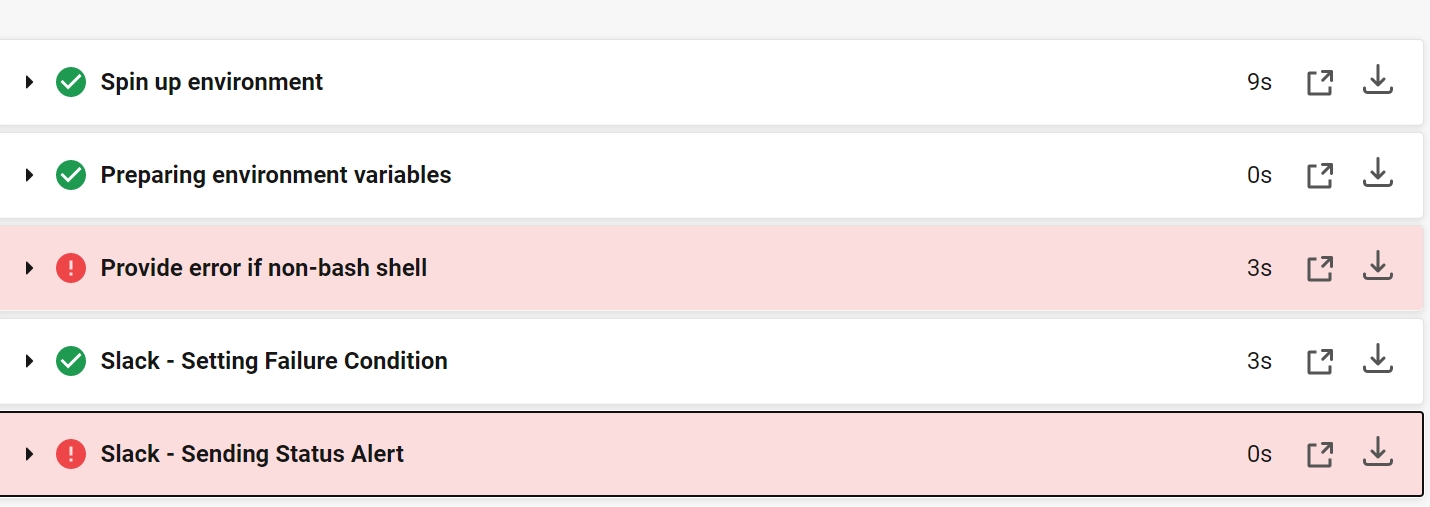 Spin up environment 9s
Preparing environment variables 0s
Provide error if non-bash shell 3s
Slack - Setting Failure Condition 3s
Slack - Sending Status Alert 0s